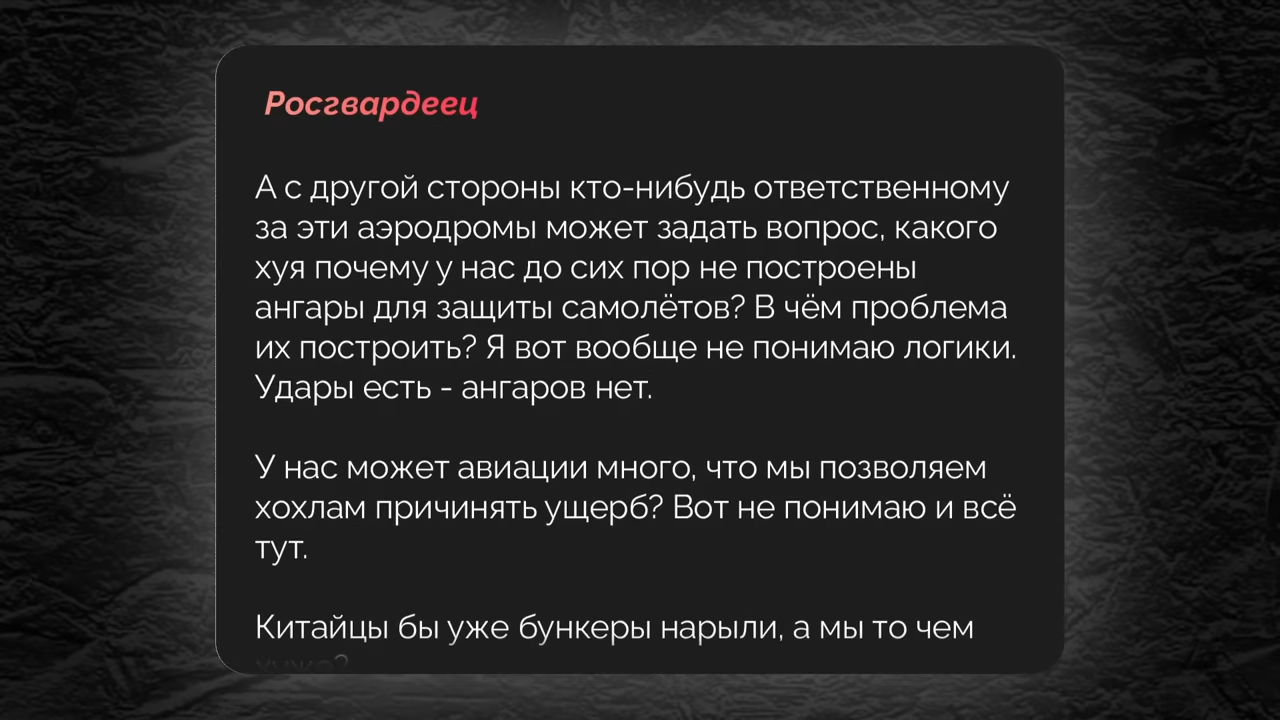 Росгвардеец
А с другой стороны кто-нибудь ответственному
за эти аэродромы может задать вопрос, какого
хуя почему у нас до сих пор не построены
ангары для защиты самолётов? В чём проблема
их построить? Я вот вообще не понимаю логики.
Удары есть - ангаров нет.
У нас может авиации много, что мы позволяем
хохлам причинять ущерб? Вот не понимаю и всё
тут.
Китайцы бы уже бункеры нарыли, а мы то чем
хуже?